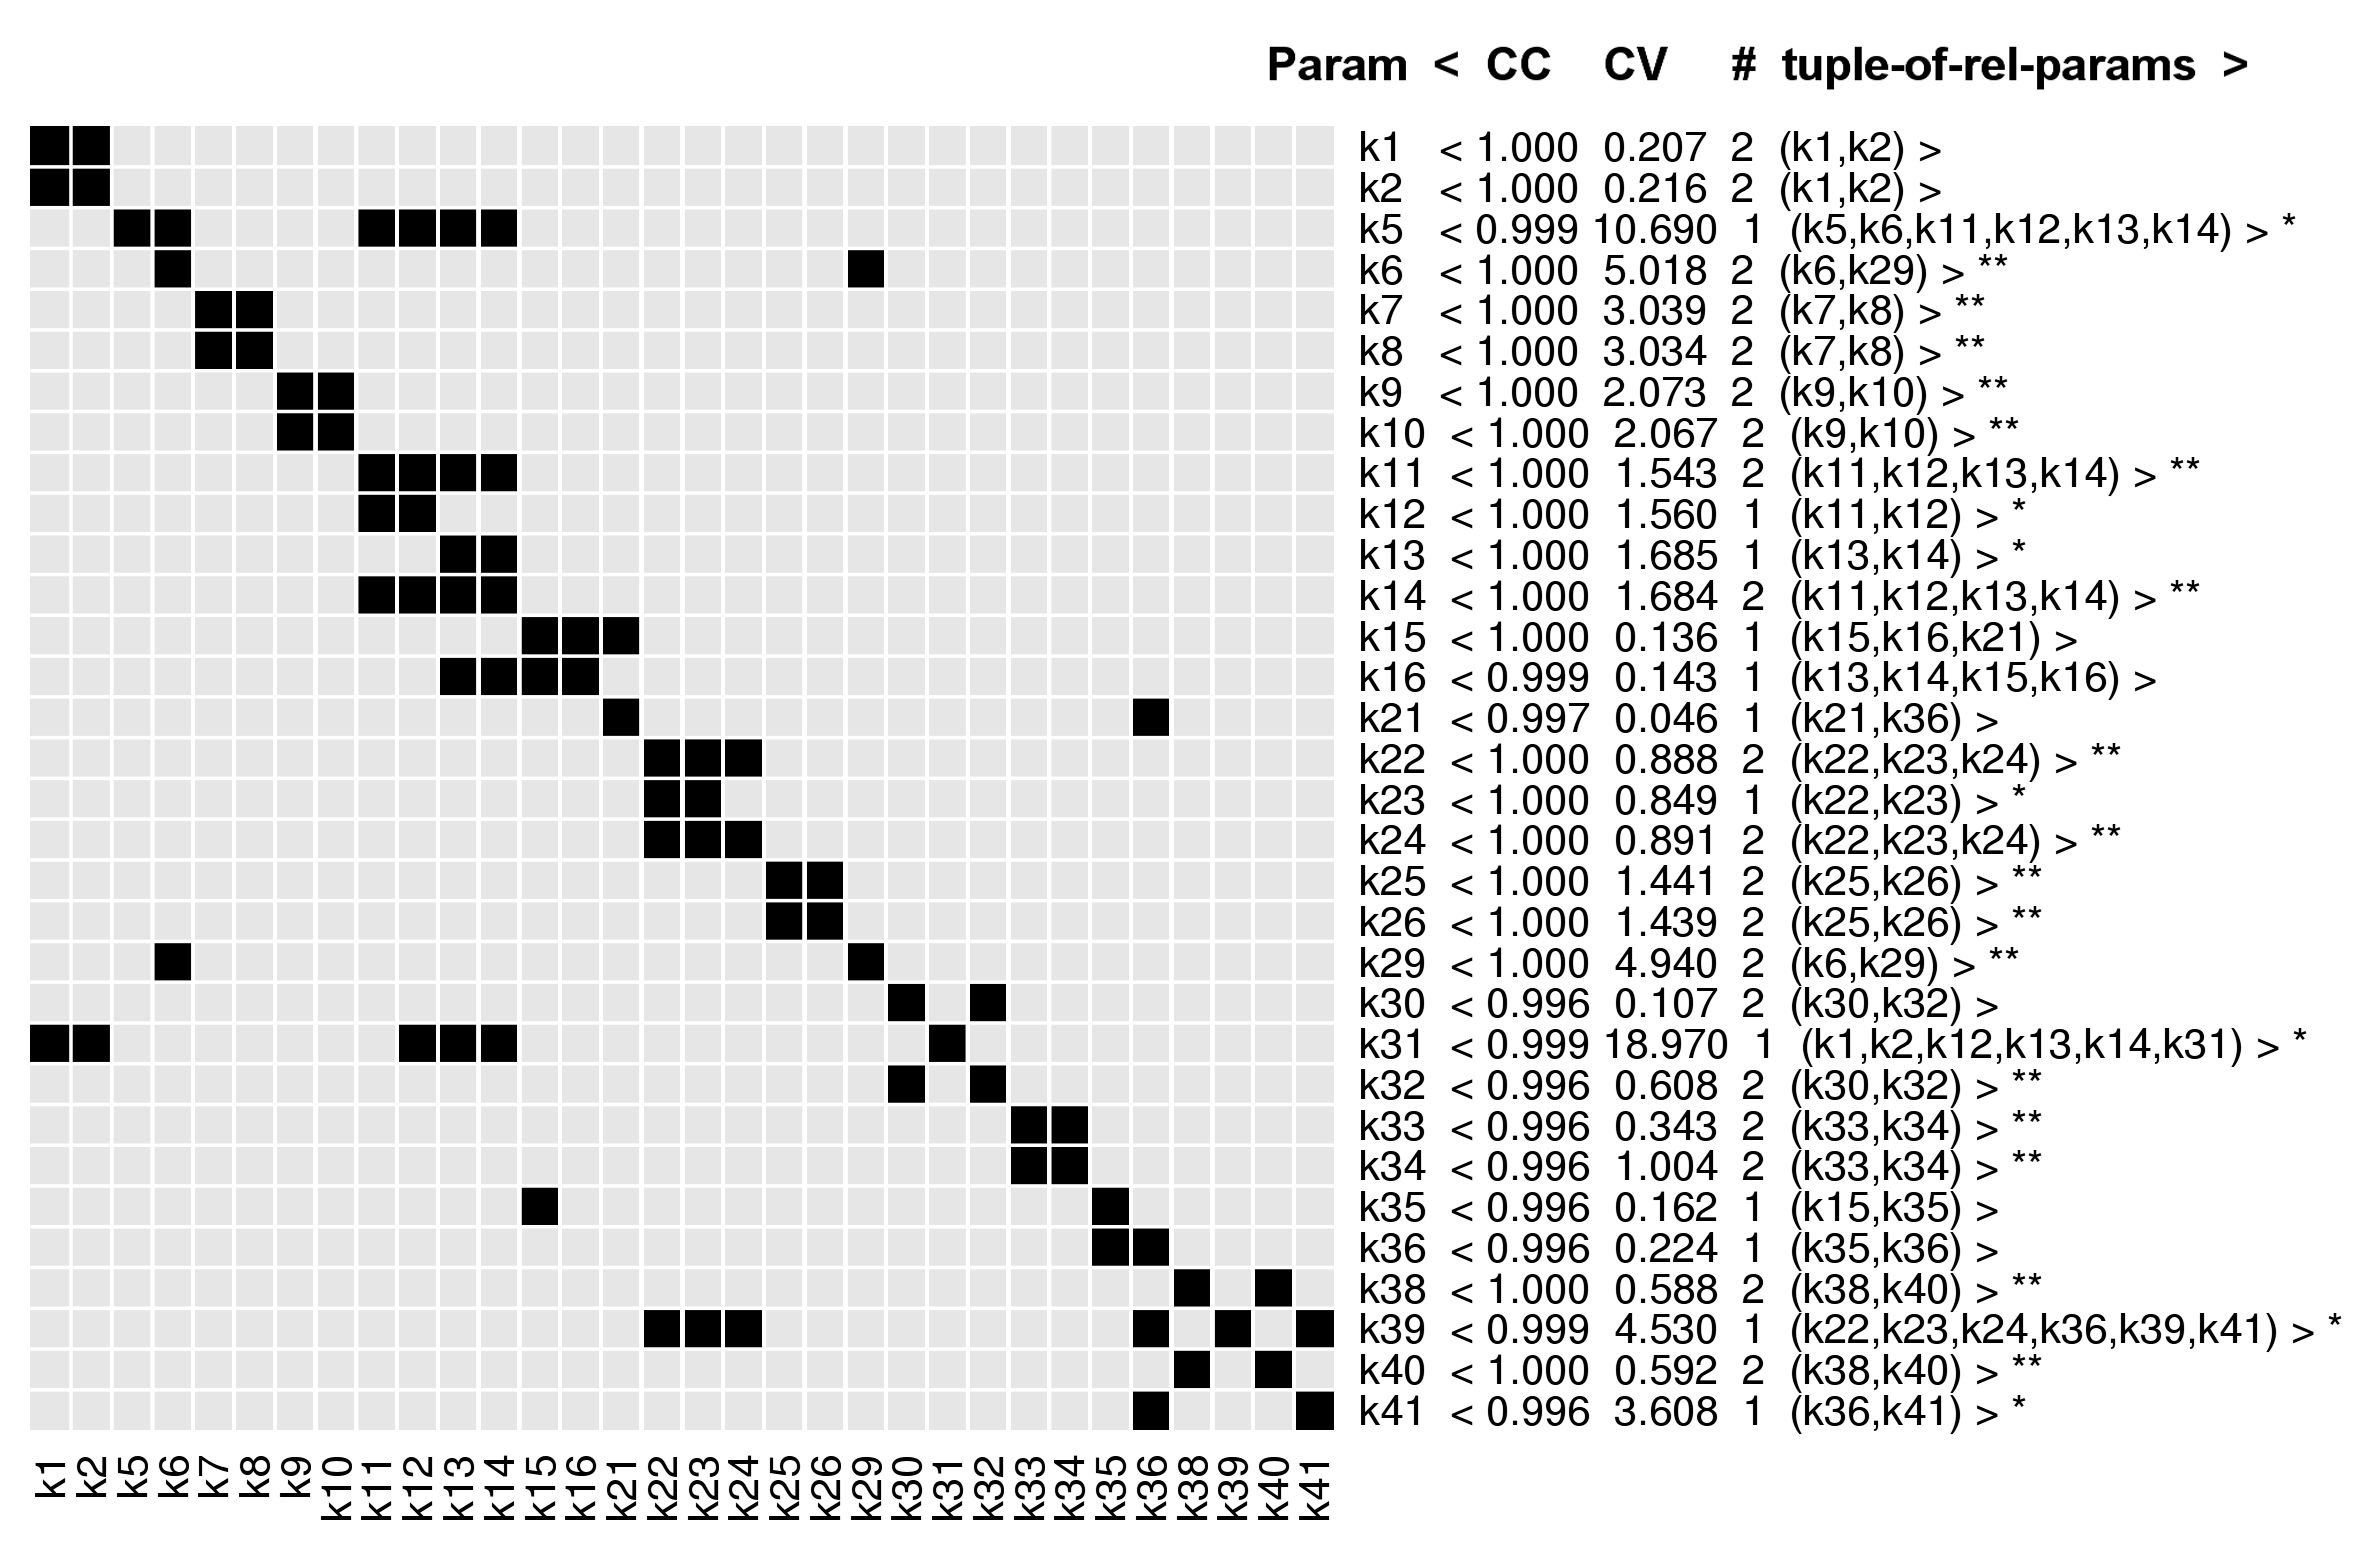 Param < CC CV # tuple-of-rel-params >
k1 < 1.000 0.207 2 (k1,k2) >
k2 < 1.000 0.216 2 (k1,k2) >
k5 < 0.999 10.690 1 (k5,k6,k11,k12,k13,k14) > *
k6 < 1.000 5.018 2 (k6,k29) > **
k7 < 1.000 3.039 2 (k7,k8) > **
k8 < 1.000 3.034 2 (k7,k8) > **
k9 < 1.000 2.073 2 (k9,k10) > **
k10 < 1.000 2.067 2 (k9,k10) > **
k11 < 1.000 1.543 2 (k11,k12,k13,k14) > **
k12 < 1.000 1.560 1 (k11,k12) > *
k13 < 1.000 1.685 1 (k13,k14) > *
k14 < 1.000 1.684 2 (k11,k12,k13,k14) > **
k15 < 1.000 0.136 1 (k15,k16,k21) >
k16 < 0.999 0.143 1 (k13,k14,k15,k16) >
k21 < 0.997 0.046 1 (k21,k36) >
k22 < 1.000 0.888 2 (k22,k23,k24) > **
k23 < 1.000 0.849 1 (k22,k23) > *
k24 < 1.000 0.891 2 (k22,k23,k24) > **
k25 < 1.000 1.441 2 (k25,k26) > **
k26 < 1.000 1.439 2 (k25,k26) > **
k29 < 1.000 4.940 2 (k6,k29) > **
k30 < 0.996 0.107 2 (k30,k32) >
k31 < 0.999 18.970 1 (k1,k2,k12,k13,k14,k31) > *
k32 < 0.996 0.608 2 (k30,k32) > **
k33 < 0.996 0.343 2 (k33,k34) > **
k34 < 0.996 1.004 2 (k33,k34) > **
k35 < 0.996 0.162 1 (k15,k35) >
k36 < 0.996 0.224 1 (k35,k36) >
k38 < 1.000 0.588 2 (k38,k40) > **
k39 < 0.999 4.530 1 (k22,k23,k24,k36,k39,k41) > *
k40 < 1.000 0.592 2 (k38,k40) > **
k41 < 0.996 3.608 1 (k36,k41) > *
k1 k2 k5 k6 k7 k8 k9 k10 k11 k12 k13 k14 k15 k16 k21 k22 k23 k24 k25 k26 k29 k30 k31 k32 k33 k34 k35 k36 k38 k39 k40 k41